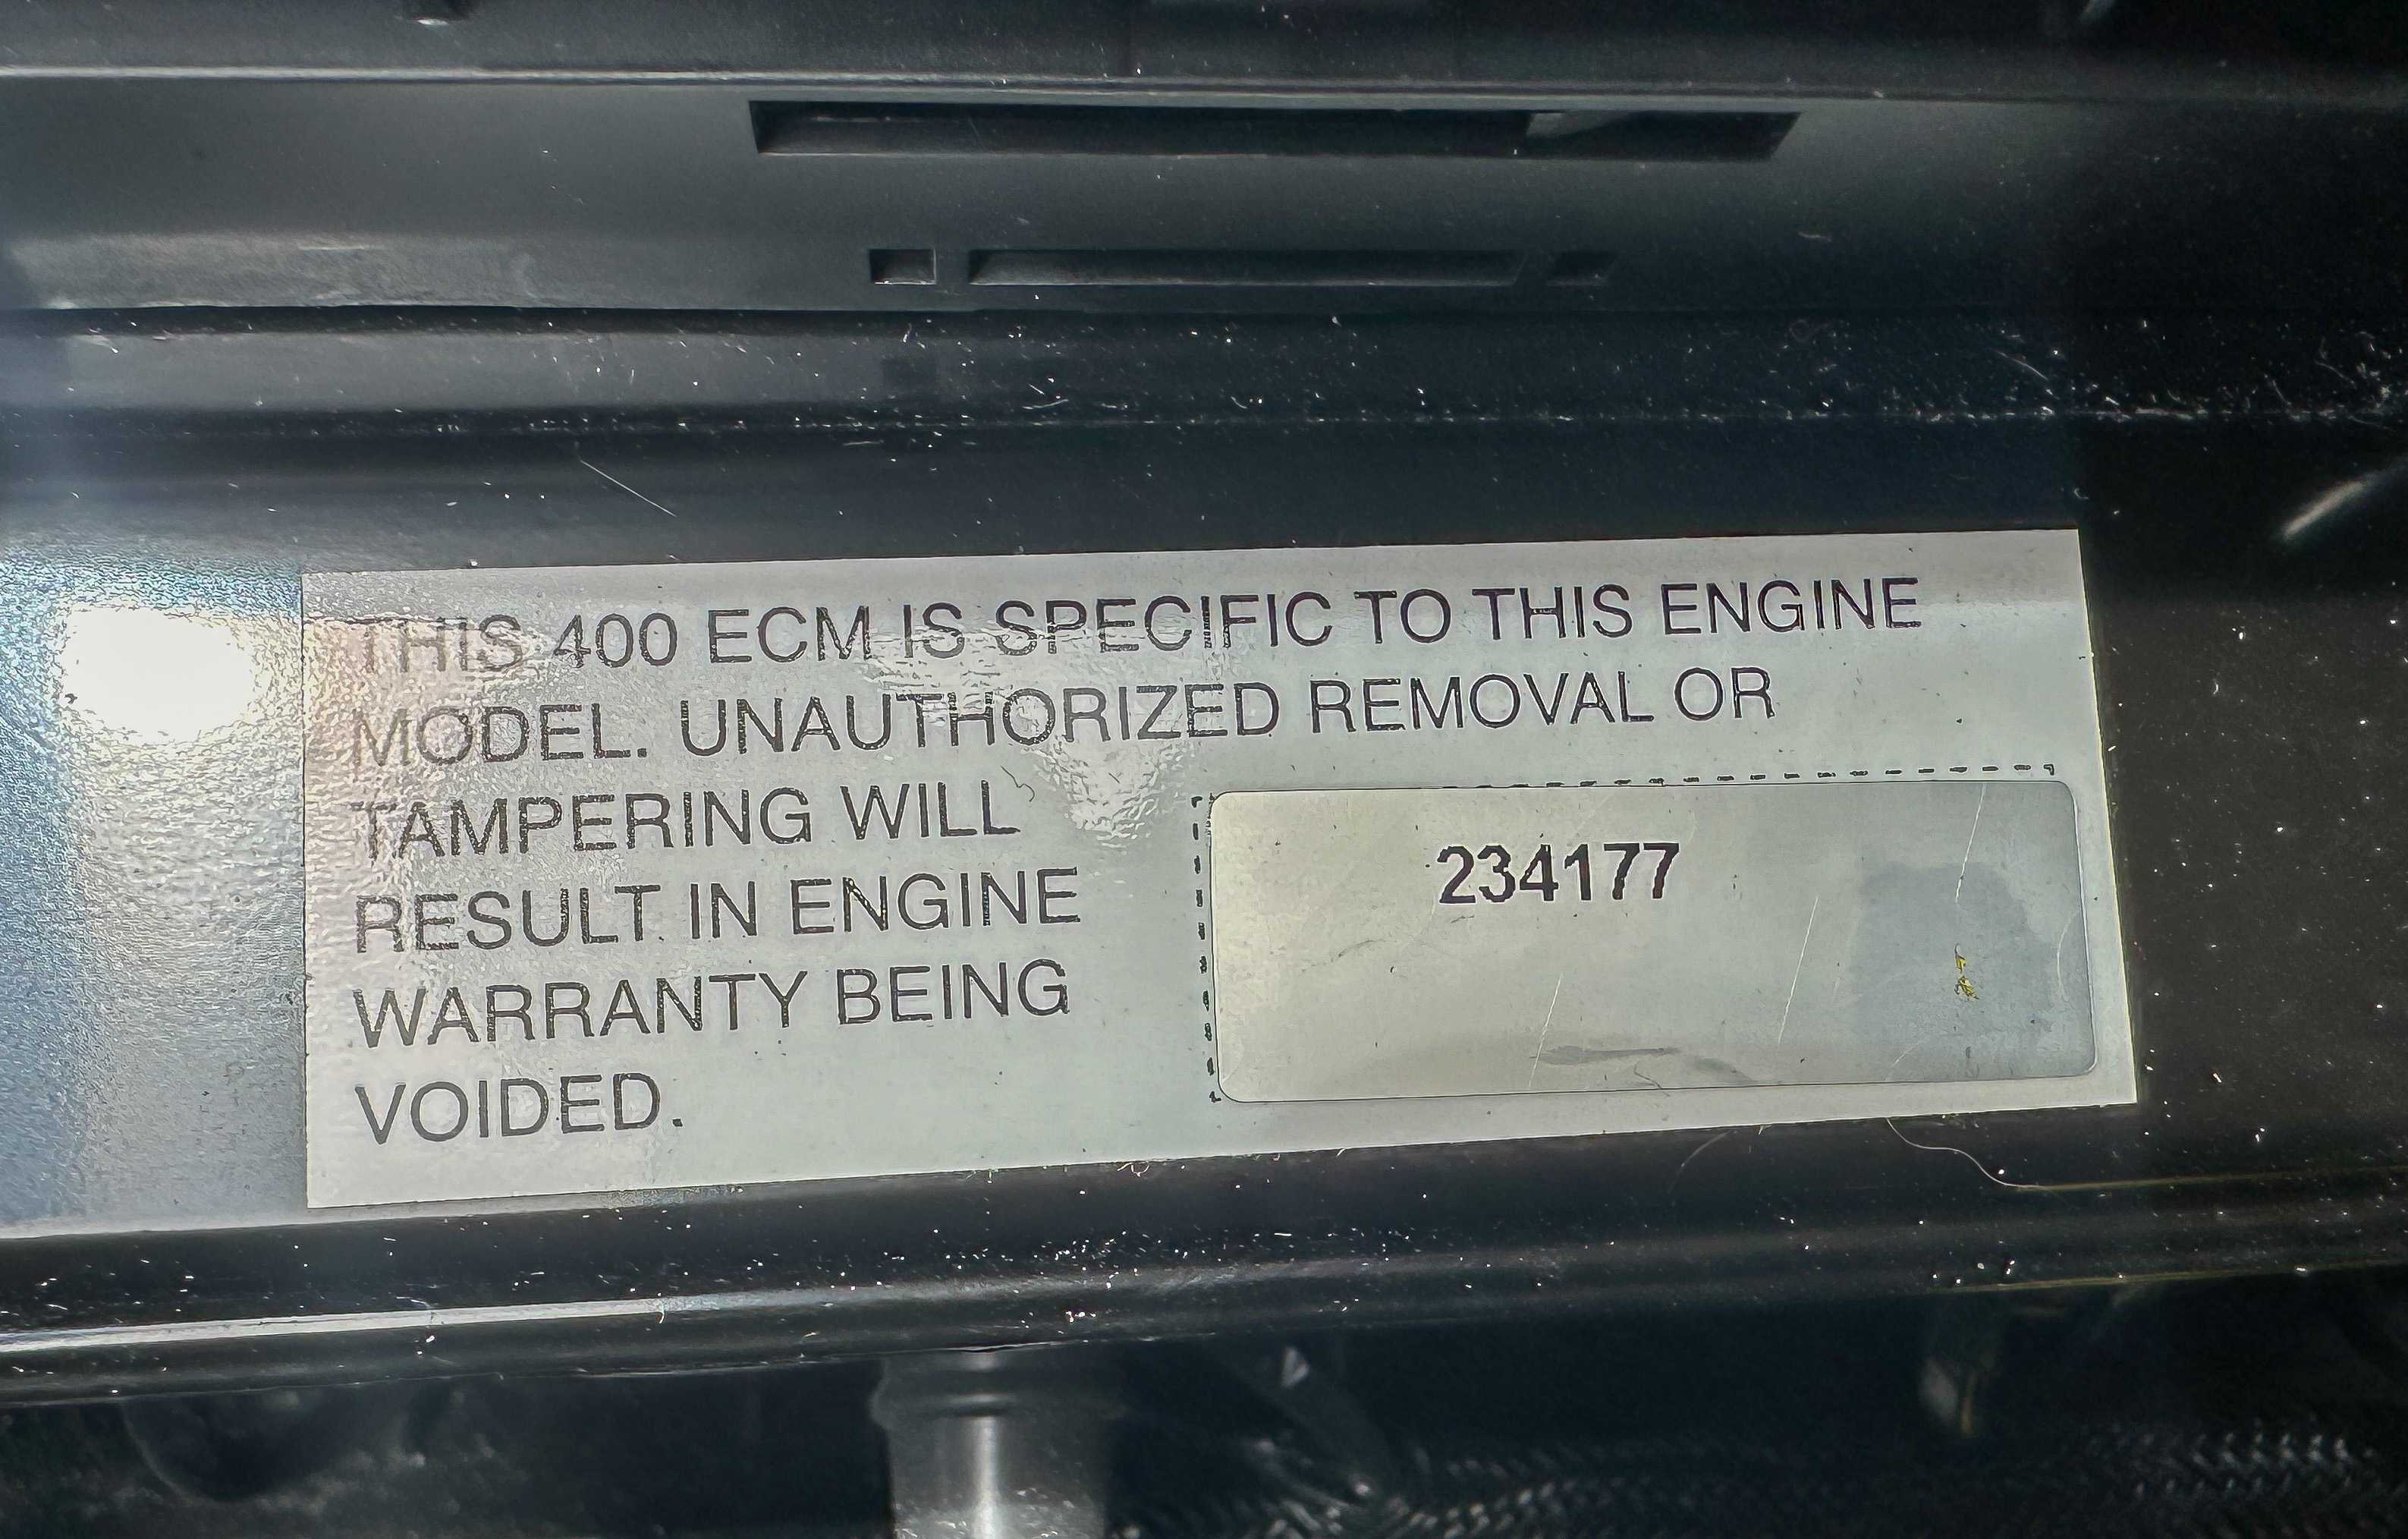 THIS 400 ECM IS SPECIFIC TO THIS ENGINE
MODEL. UNAUTHORIZED REMOVAL OR
TAMPERING WILL
RESULT IN ENGINE
WARRANTY BEING
VOIDED.
234177